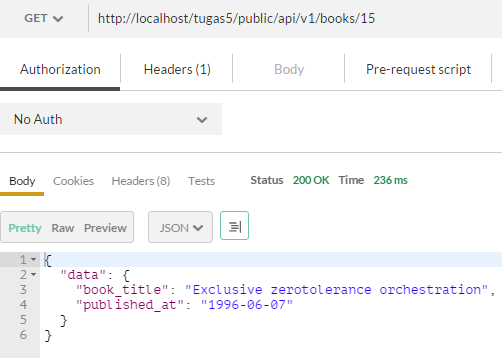 GET http://localhost/tugas5/public/api/v1/books/15
Authorization Headers (1) Body Pre-request script
No Auth
Body Cookies Headers (8) Tests Status 200 OK Time 236 ms
Pretty Raw Preview JSON
1 {
2 "data": {
3 "book_title": "Exclusive zerotolerance orchestration",
4 "published_at": "1996-06-07"
5 }
6 }